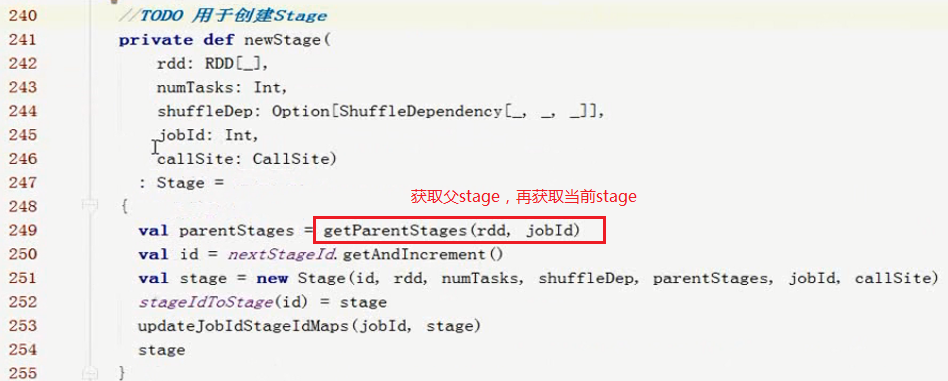 240 //TODO 用于创建Stage
241 private def newStage(
242 rdd: RDD[_],
243 numTasks: Int,
244 shuffleDep: Option[ShuffleDependency[_, _, _]],
245 jobId: Int,
246 callSite: CallSite)
247 : Stage =
获取父stage，再获取当前stage
248 {
249 val parentStages = getParentStages(rdd, jobId)
250 val id = nextStageId.getAndIncrement()
251 val stage = new Stage(id, rdd, numTasks, shuffleDep, parentStages, jobId, callSite)
252 stageIdToStage(id) = stage
253 updateJobIdStageIdMaps(jobId, stage)
254 stage
255 }